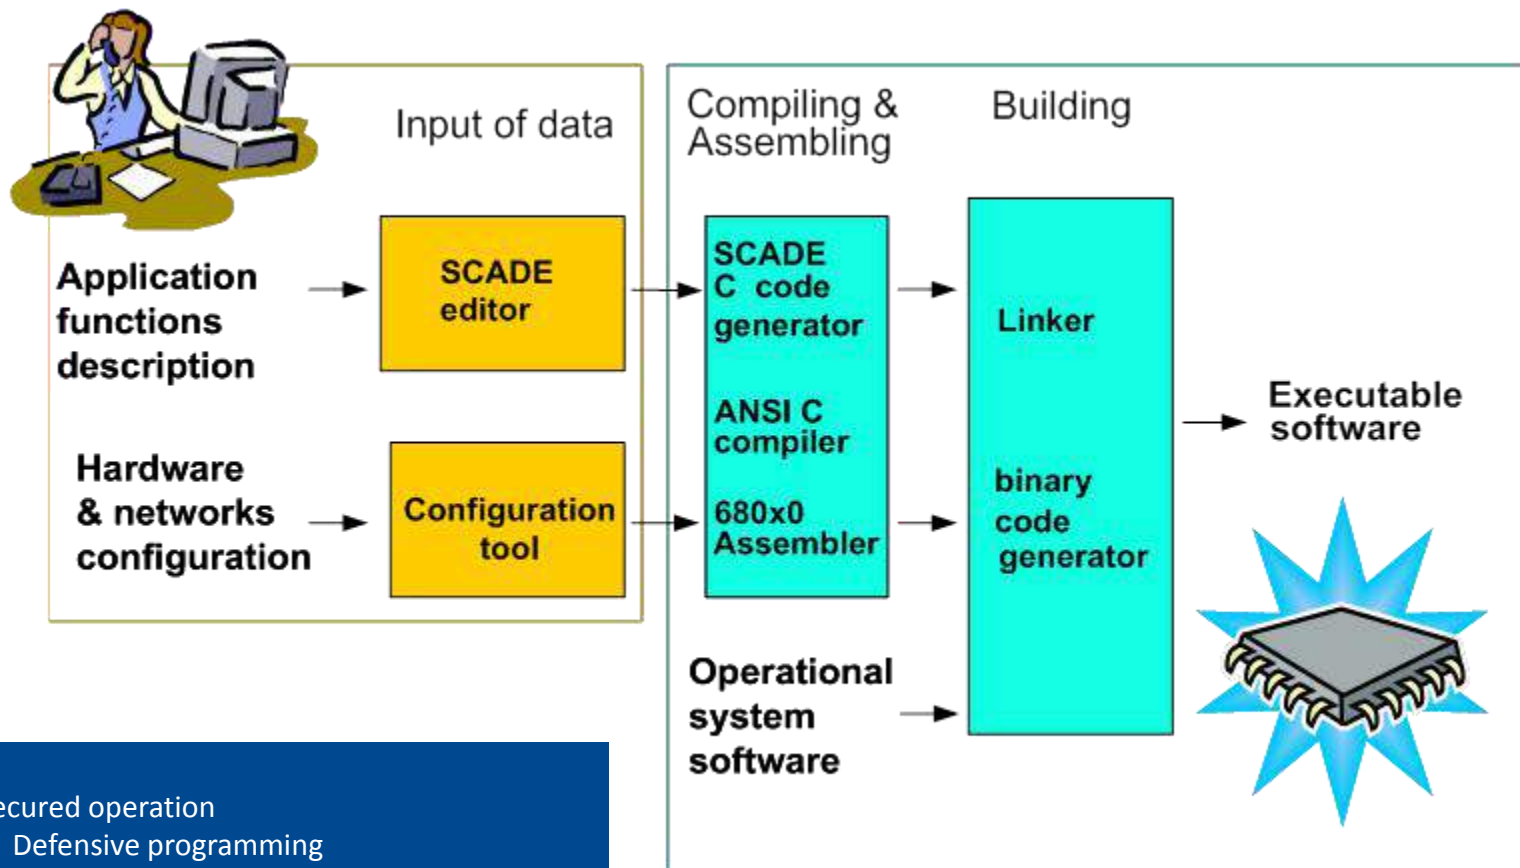 Input of data
Compiling &
Assembling
Building
Application
functions
description
SCADE
editor
SCADE
C code
generator
Linker
ANSI C
compiler
Executable
software
Hardware
& networks
configuration
Configuration
tool
680x0
Assembler
binary
code
generator
Operational
system
software
operation
Defensive programming